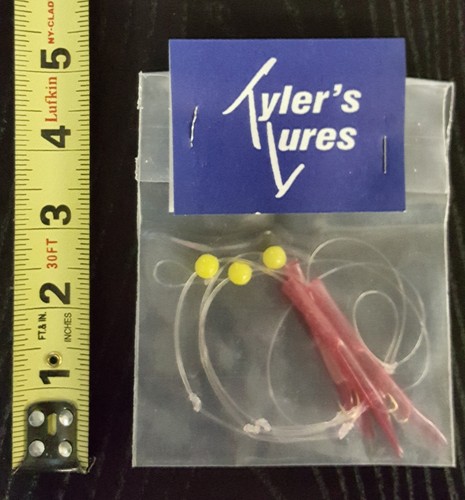 Tyler's
Lures
NY-CLAD
Lufkin
5
4
3
30FT
2
FT.& IN.
INCHES
1